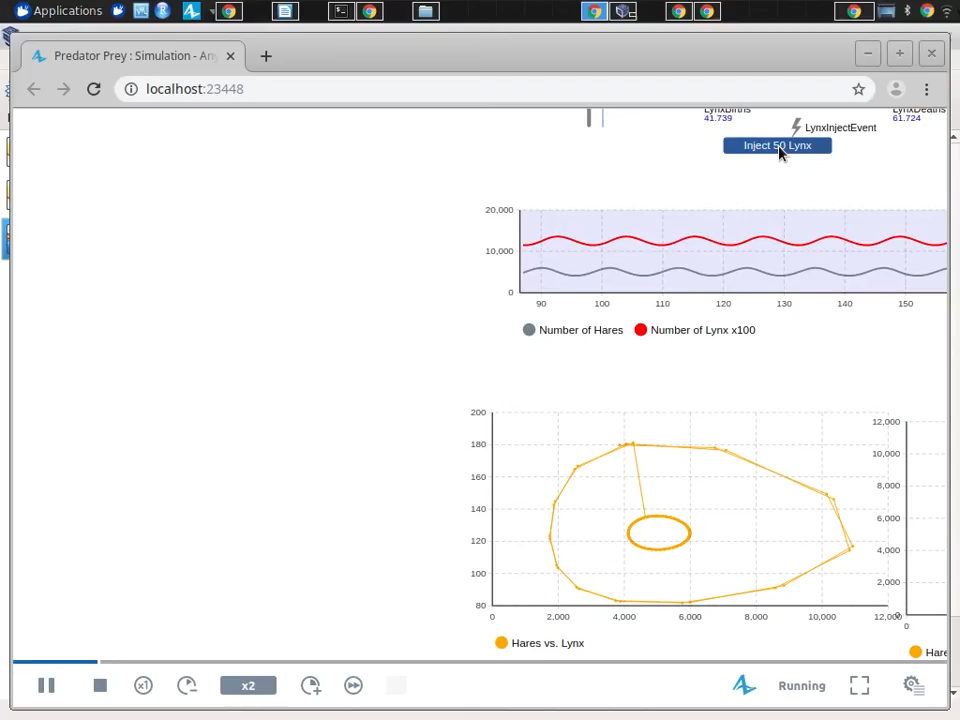 Applications
Predator Prey : Simulation - An
localhost:23448
LynxBirths
LynxDeaths
41.739
61.724
LynxInjectEvent
Inject 50 Lynx
20,000
10,000
0
90 100 110 120 130 140 150
Number of Hares Number of Lynx x100
200
180
160
140
120
100
80
0 2,000 4,000 6,000 8,000 10,000 12,000
Hares vs. Lynx
12,000
10,000
8,000
6,000
4,000
2,000
0
0
Hare
x1
x2
Running